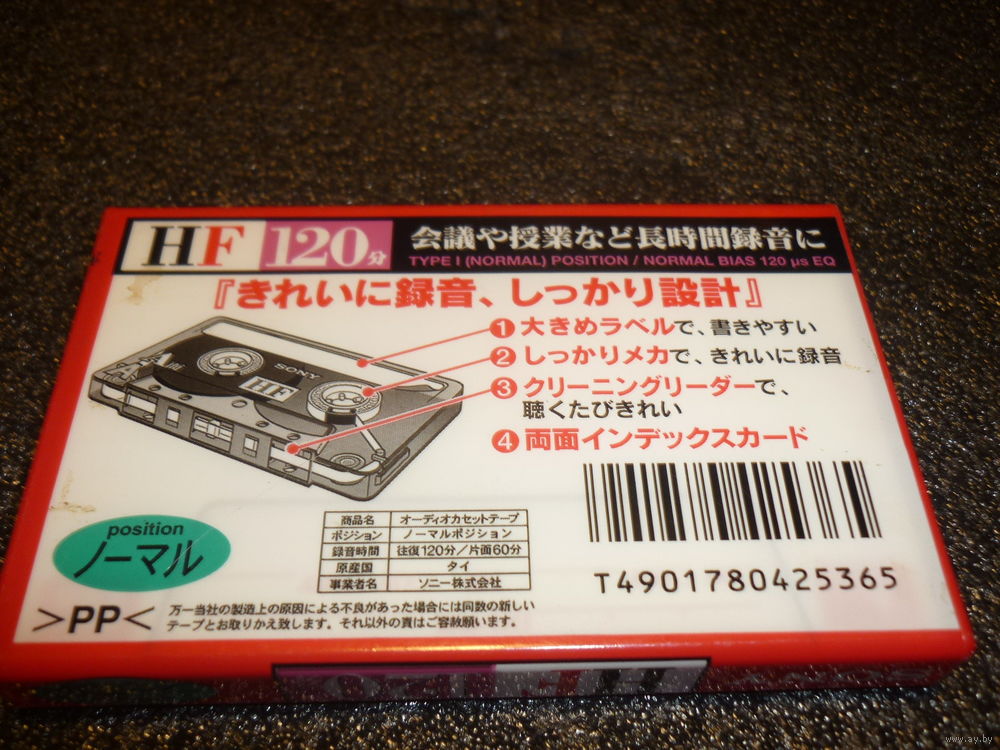 HF 120分 会議や授業など長時間録音に
TYPE I (NORMAL) POSITION / NORMAL BIAS 120 μs EQ
『きれいに録音、しっかり設計』
① 大きめラベルで、書きやすい
② しっかりメカで、きれいに録音
③ クリーニングリーダーで、
聴くたびきれい
④ 両面インデックスカード
SONY
HF
A
position
ノーマル
商品名 オーディオカセットテープ
ポジション ノーマルポジション
録音時間 往復120分/片面60分
原産国 タイ
事業者名 ソニー株式会社
T4901780425365
>PP<
万一当社の製造上の原因による不良があった場合には同数の新しい
テープとお取りかえ致します。それ以外の責はご容赦願います。
HF 120
SONY
www.ay.by